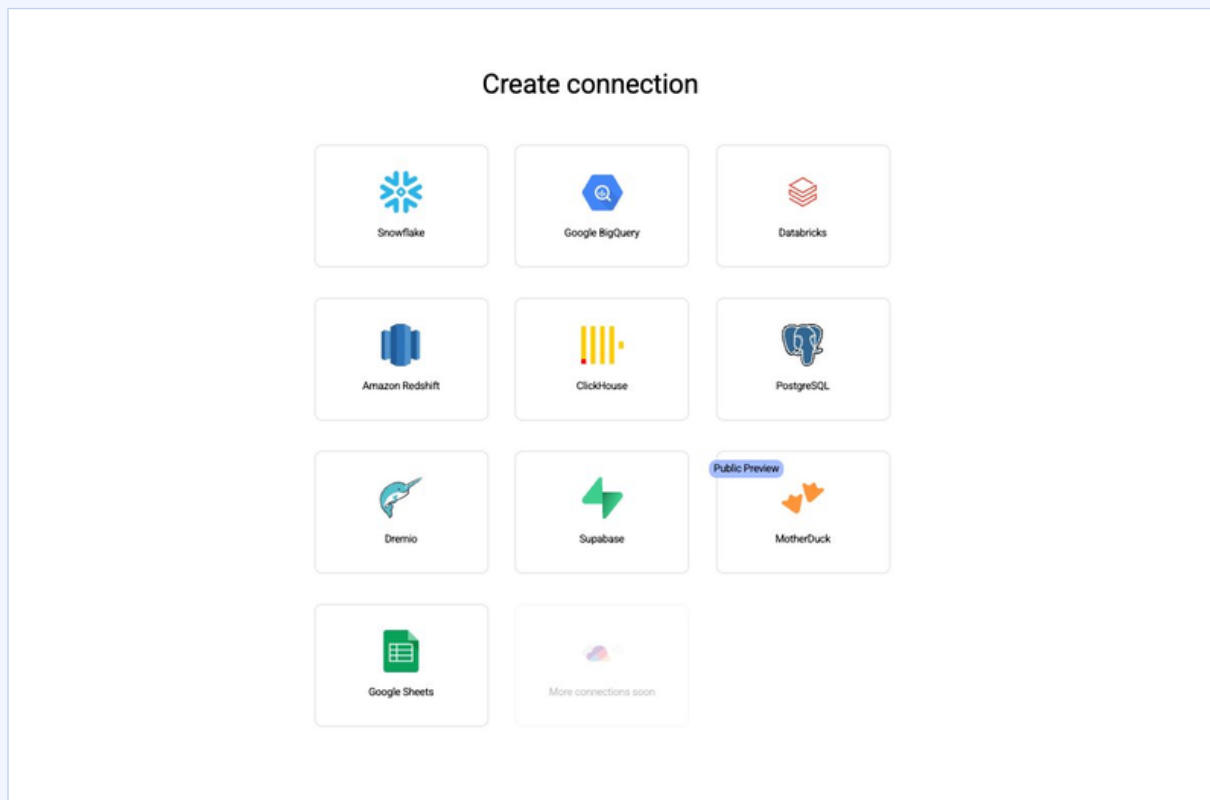 Create connection
Snowflake
Google BigQuery
Databricks
Amazon Redshift
ClickHouse
PostgreSQL
Dremio
Supabase
Public Preview
MotherDuck
Google Sheets
More connections soon